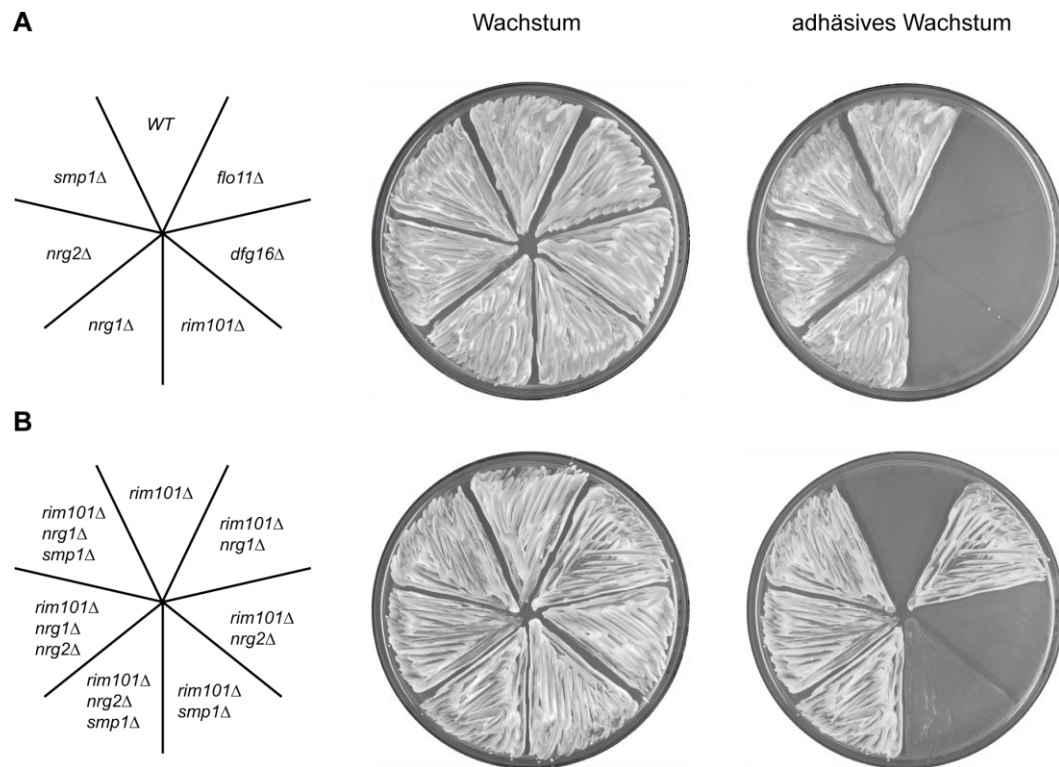 A
Wachstum
adhäsives Wachstum
WT
smp1Δ
flo11Δ
nrg2Δ
dfg16Δ
nrg1Δ
rim101Δ
B
rim101Δ
rim101Δ
nrg1Δ
smp1Δ
rim101Δ
nrg1Δ
rim101Δ
nrg1Δ
nrg2Δ
rim101Δ
nrg2Δ
rim101Δ
nrg2Δ
smp1Δ
rim101Δ
smp1Δ